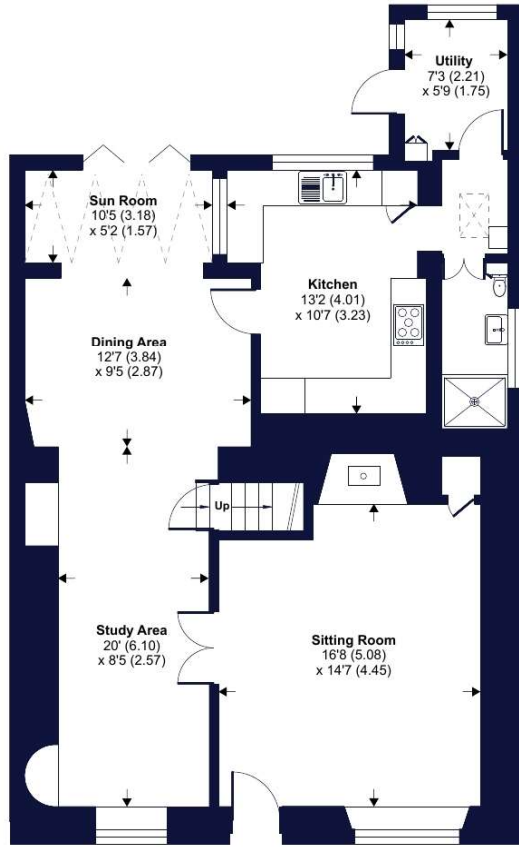 Utility
7'3 (2.21)
x 5'9 (1.75)
Sun Room
10'5 (3.18)
x 5'2 (1.57)
Kitchen
13'2 (4.01)
x 10'7 (3.23)
Dining Area
12'7 (3.84)
x 9'5 (2.87)
Up
Study Area
20' (6.10)
x 8'5 (2.57)
Sitting Room
16'8 (5.08)
x 14'7 (4.45)